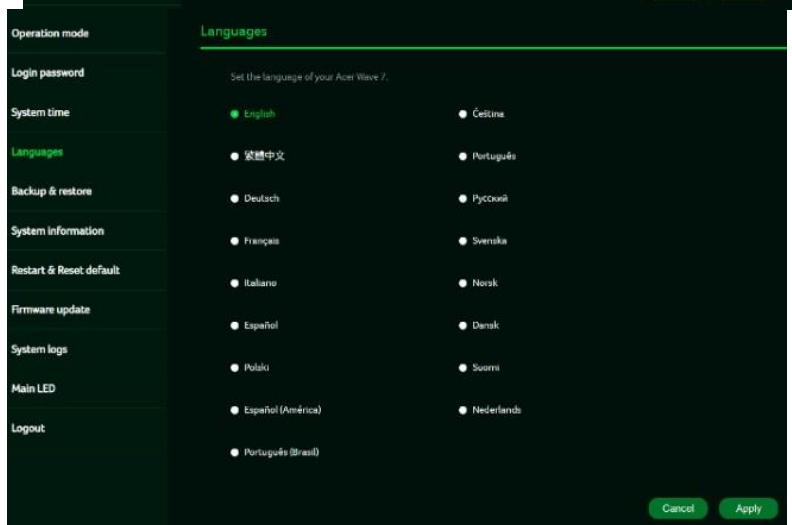 Operation mode
Login password
System time
Languages
Backup & restore
System information
Restart & Reset default
Firmware update
System logs
Main LED
Logout
Languages
Set the language of your Acer Wave 7.
English
Čeština
繁體中文
Português
Deutsch
Русский
Français
Svenska
Italiano
Norsk
Español
Dansk
Polski
Suomi
Español (América)
Nederlands
Português (Brasil)
Cancel
Apply